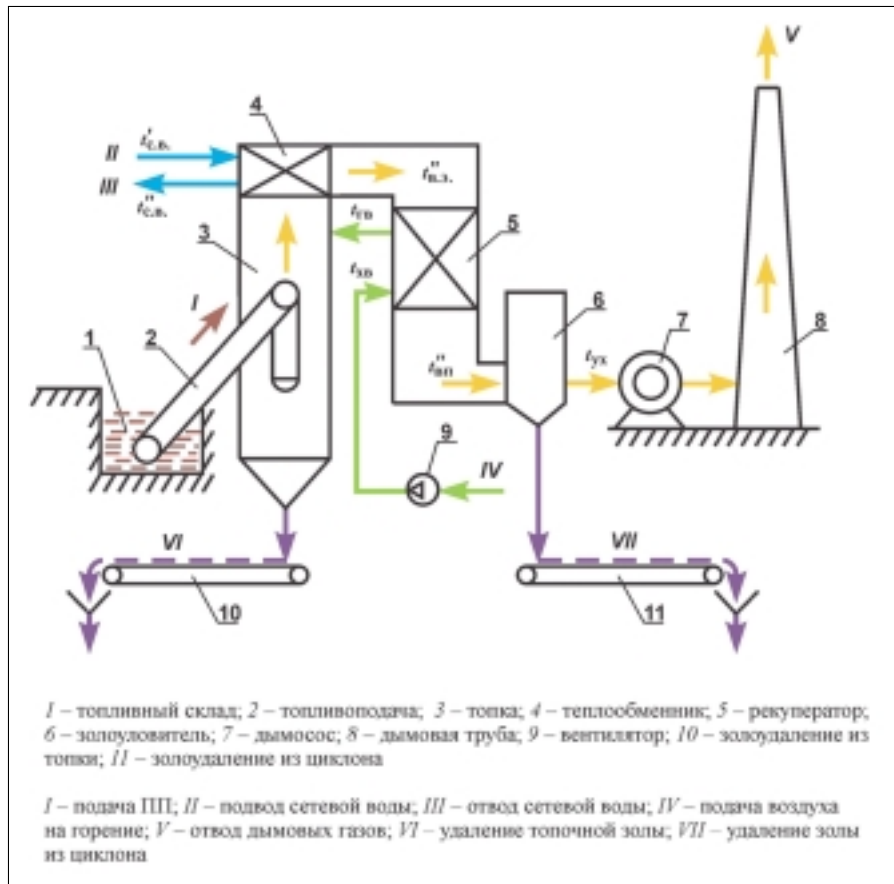 V
4
II
t'с.в.
t"в.э.
III
t"с.в.
tгв
3
5
tхв
I
6
7
1
2
t"вп
tух
8
9
IV
VI
VII
10
11
1 – топливный склад; 2 – топливоподача; 3 – топка; 4 – теплообменник; 5 – рекуператор;
6 – золоуловитель; 7 – дымосос; 8 – дымовая труба; 9 – вентилятор; 10 – золоудаление из
топки; 11 – золоудаление из циклона
I – подача ПП; II – подвод сетевой воды; III – отвод сетевой воды; IV – подача воздуха
на горение; V – отвод дымовых газов; VI – удаление топочной золы; VII – удаление золы
из циклона